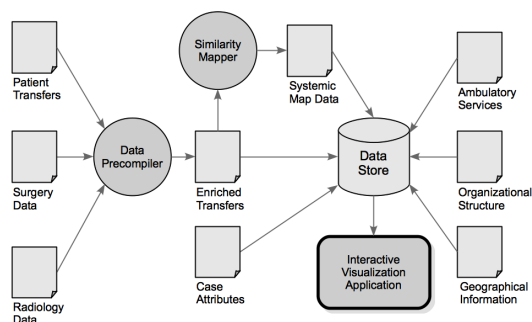 Similarity
Mapper
Patient
Transfers
Systemic
Map Data
Ambulatory
Services
Data
Precompiler
Data
Store
Surgery
Data
Enriched
Transfers
Organizational
Structure
Interactive
Visualization
Application
Radiology
Data
Case
Attributes
Geographical
Information